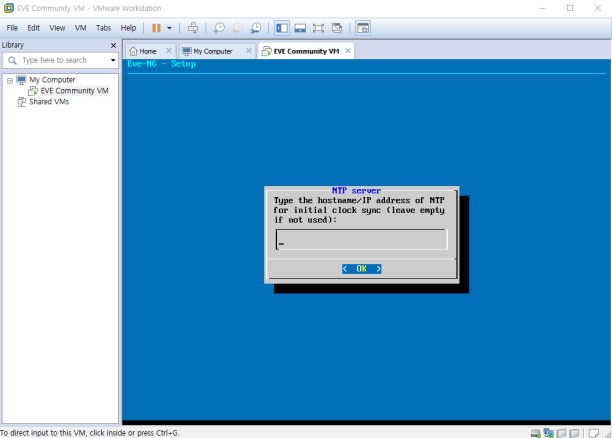 EVE Community VM - VMware Workstation
File Edit View VM Tabs Help
Library
Type here to search
My Computer
EVE Community VM
Shared VMs
Home My Computer EVE Community VM
Eve-NG - Setup
NTP server
Type the hostname/IP address of NTP
for initial clock sync (leave empty
if not used):
< OK >
To direct input to this VM, click inside or press Ctrl+G.